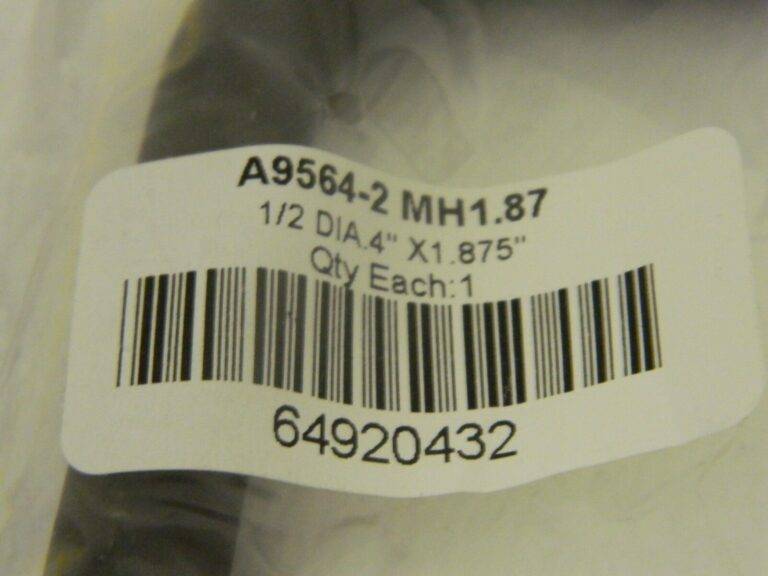 A9564-2 MH1.87
1/2 DIA.4" X1.875"
Qty Each:1
64920432